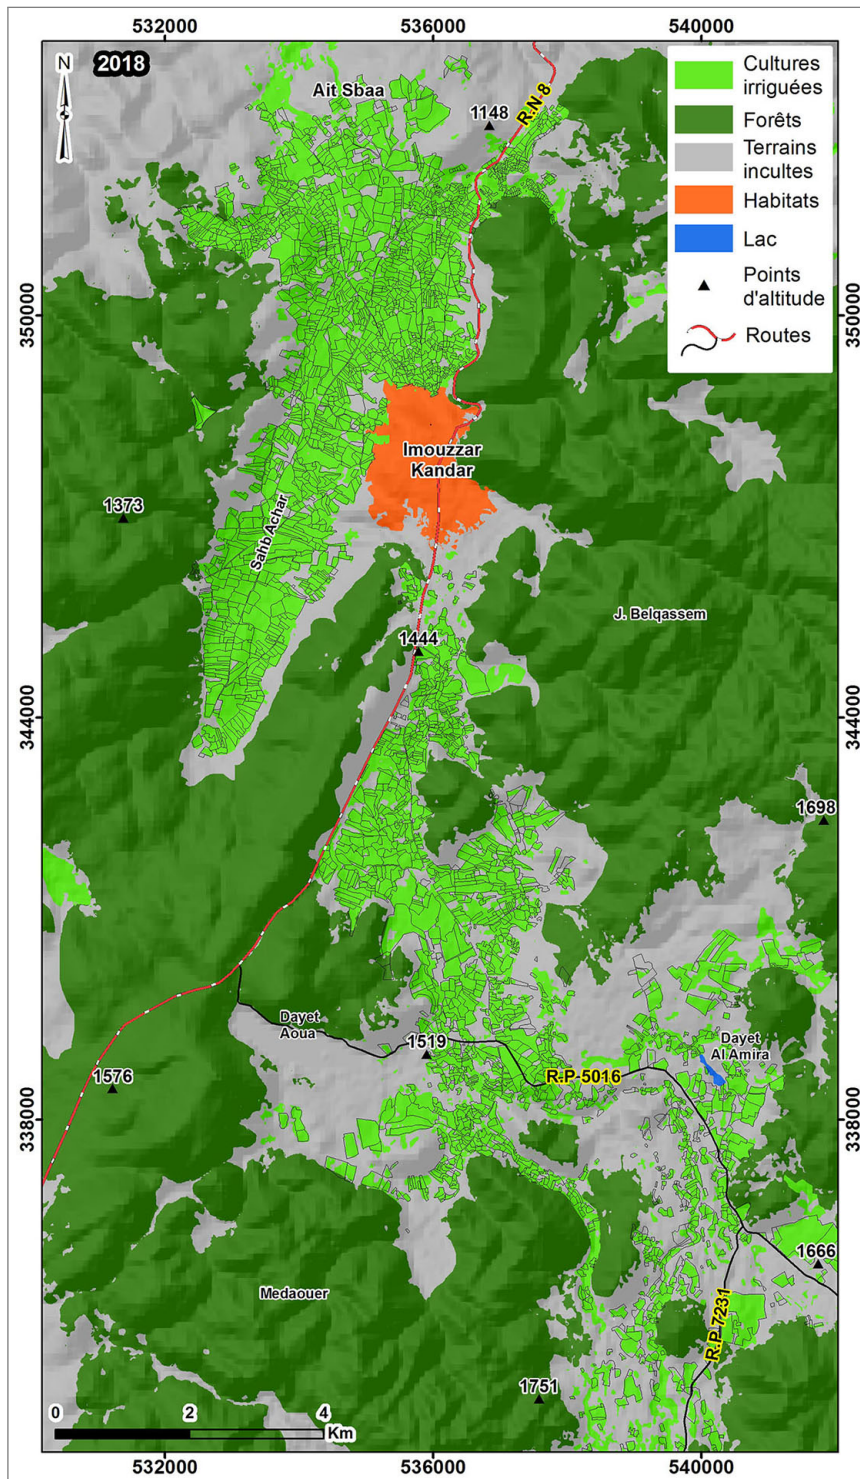 532000
536000
540000
N
2018
Ait Sbaa
1148
R.N 8
Cultures
irriguées
Forêts
Terrains
incultes
Habitats
Lac
Points
d'altitude
Routes
350000
350000
Imouzzar
Kandar
1373
Sahb Achar
J. Belqassem
1444
344000
344000
1698
Dayet
Aoua
1519
Dayet
Al Amira
1576
R.P 5016
338000
338000
1666
Medaouer
R.P 7231
1751
0
2
4
Km
532000
536000
540000